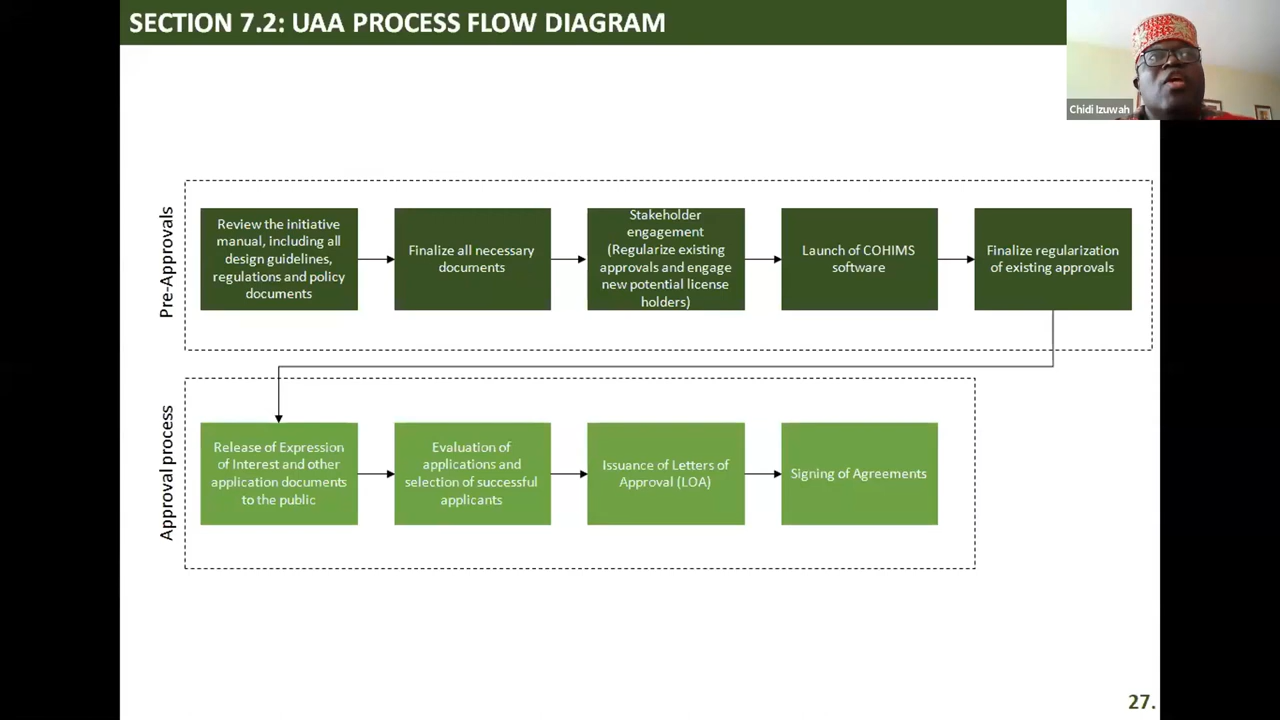 SECTION 7.2: UAA PROCESS FLOW DIAGRAM
Chidi Izuwah
Pre-Approvals
Review the initiative
manual, including all
design guidelines,
regulations and policy
documents
Finalize all necessary
documents
Stakeholder
engagement
(Regularize existing
approvals and engage
new potential license
holders)
Launch of COHIMS
software
Finalize regularization
of existing approvals
Approval process
Release of Expression
of Interest and other
application documents
to the public
Evaluation of
applications and
selection of successful
applicants
Issuance of Letters of
Approval (LOA)
Signing of Agreements
27.